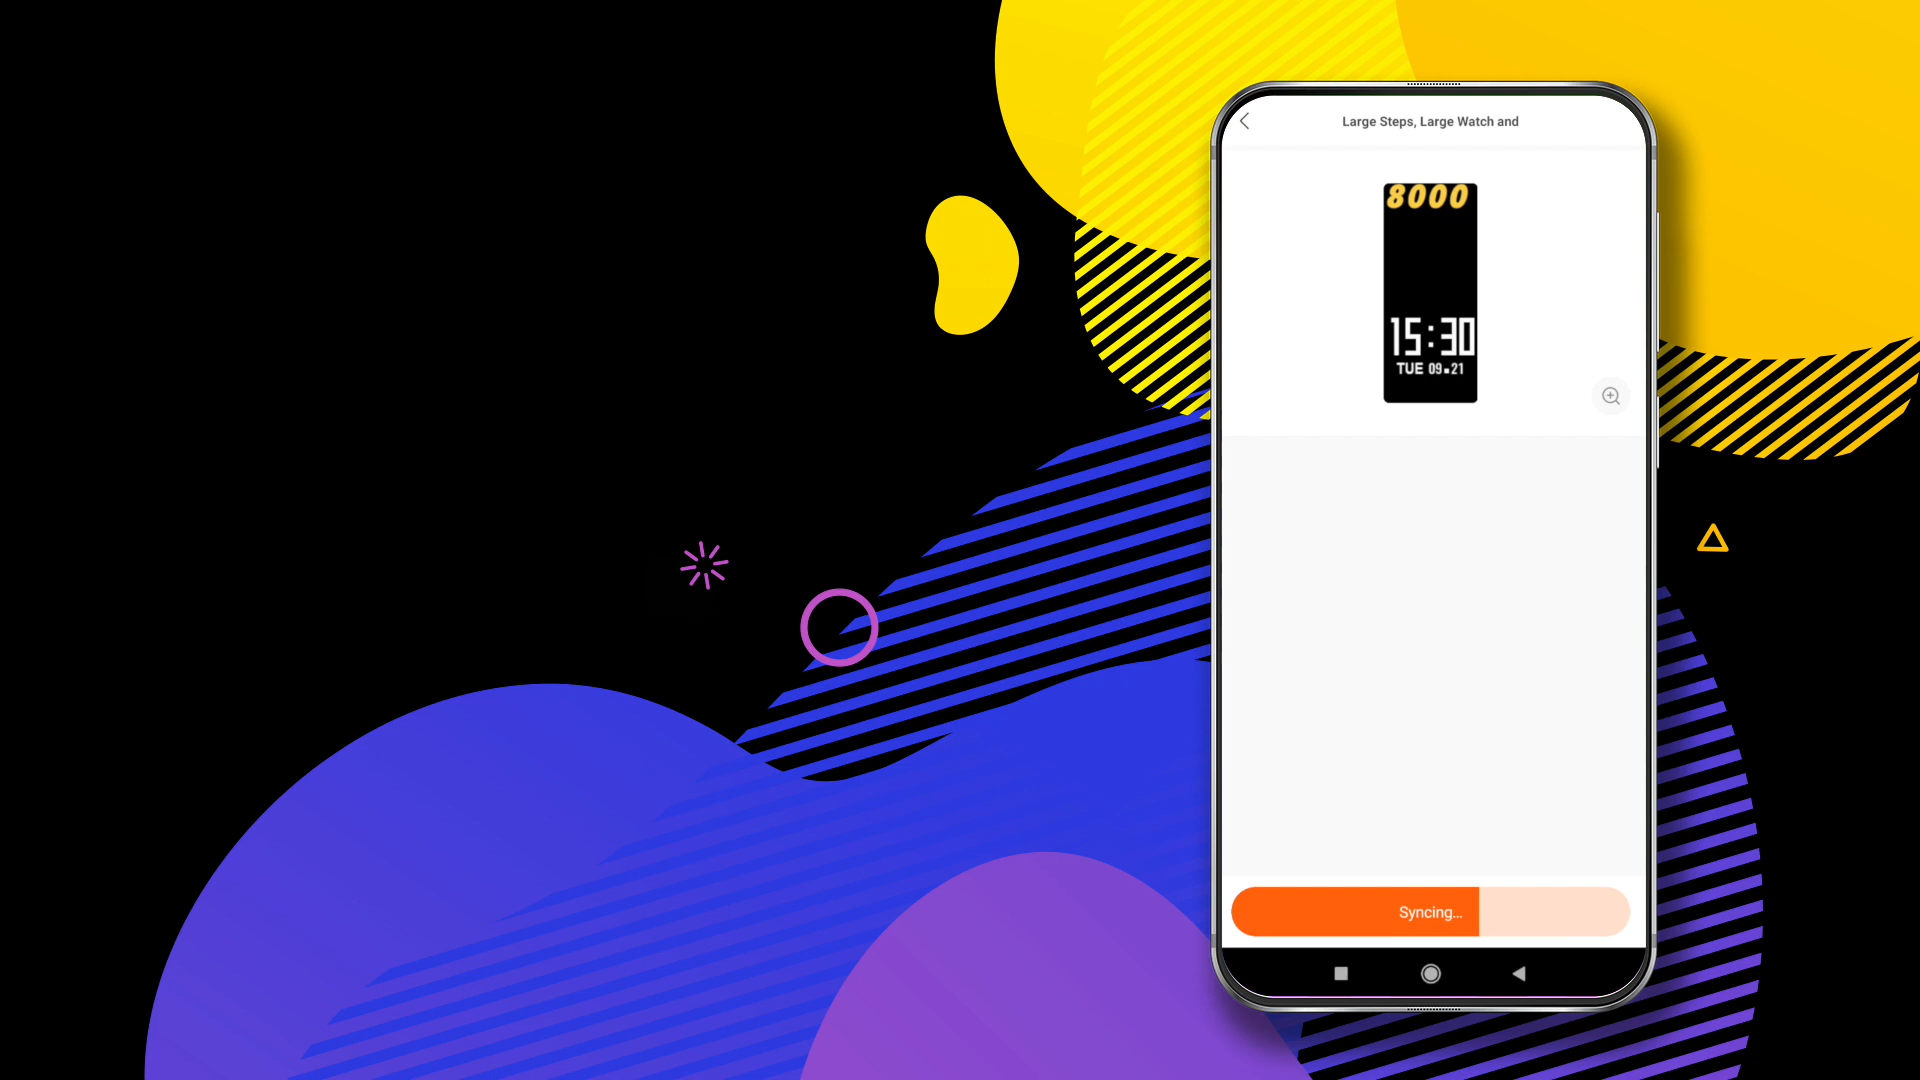 Large Steps, Large Watch and
8000
15:30
TUE 09.21
Syncing...